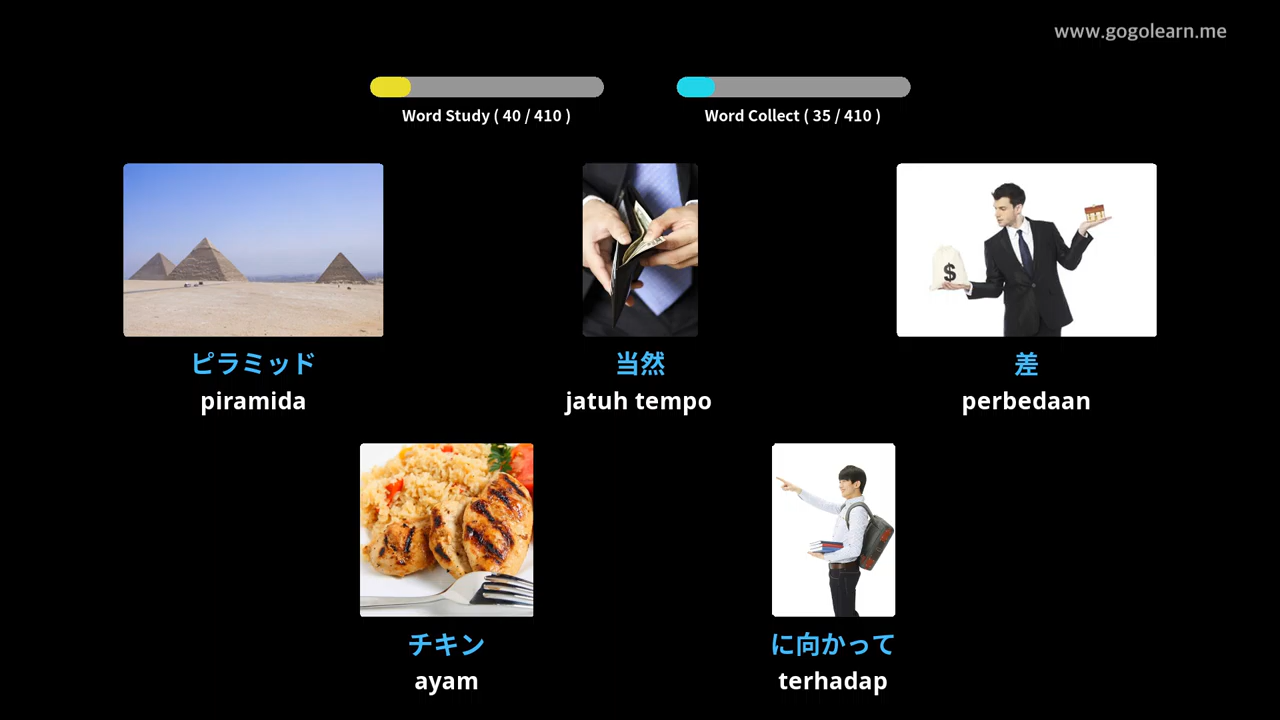 www.gogolearn.me
Word Study ( 40 / 410 )
Word Collect ( 35 / 410 )
ピラミッド
piramida
当然
jatuh tempo
差
perbedaan
チキン
ayam
に向かって
terhadap